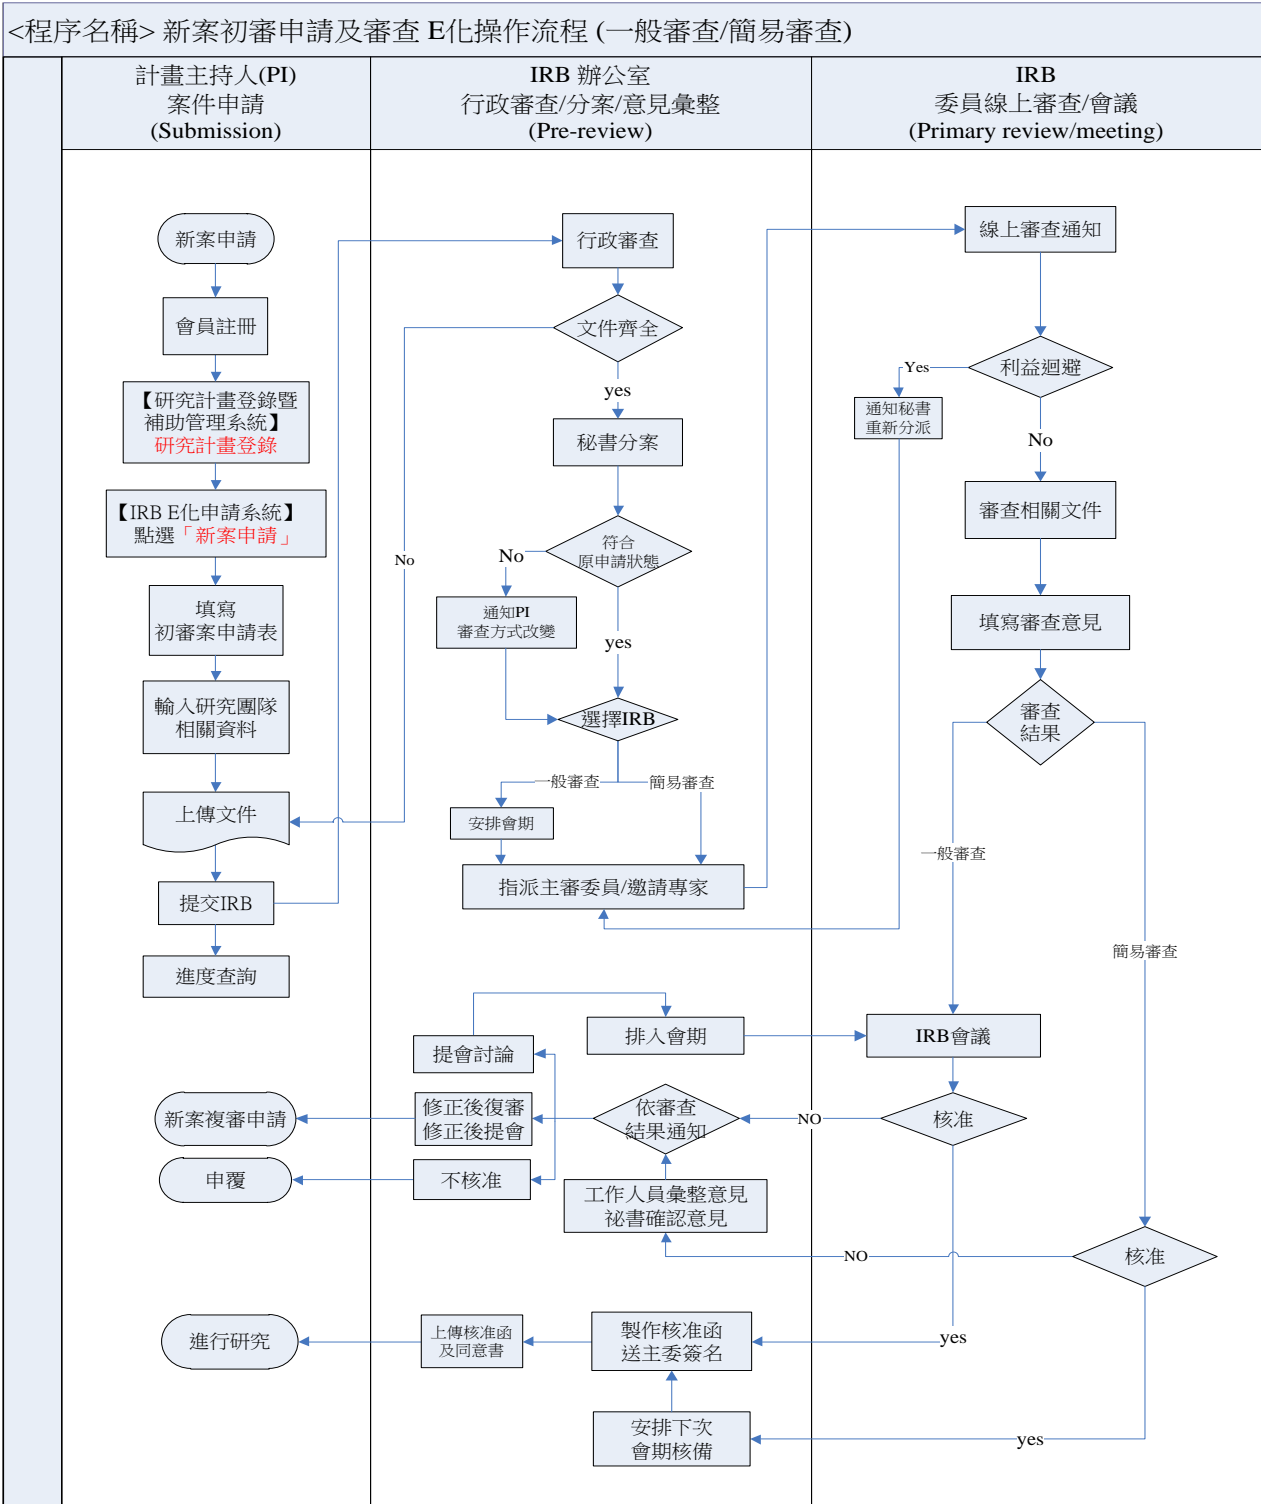 <程序名稱> 新案初審申請及審查 E化操作流程 (一般審查/簡易審查)
計畫主持人(PI)
案件申請
(Submission)
IRB 辦公室
行政審查/分案/意見彙整
(Pre-review)
IRB
委員線上審查/會議
(Primary review/meeting)
新案申請
會員註冊
【研究計畫登錄暨
補助管理系統】
研究計畫登錄
【IRB E化申請系統】
點選「新案申請」
填寫
初審案申請表
輸入研究團隊
相關資料
上傳文件
提交IRB
進度查詢
新案複審申請
申覆
進行研究
行政審查
文件齊全
No
yes
秘書分案
符合
原申請狀態
No
通知PI
審查方式改變
yes
選擇IRB
一般審查
簡易審查
安排會期
指派主審委員/邀請專家
排入會期
提會討論
修正後復審
修正後提會
依審查
結果通知
不核准
工作人員彙整意見
祕書確認意見
上傳核准函
及同意書
製作核准函
送主委簽名
安排下次
會期核備
線上審查通知
利益迴避
Yes
通知秘書
重新分派
No
審查相關文件
填寫審查意見
審查
結果
一般審查
簡易審查
IRB會議
核准
NO
核准
NO
yes
yes